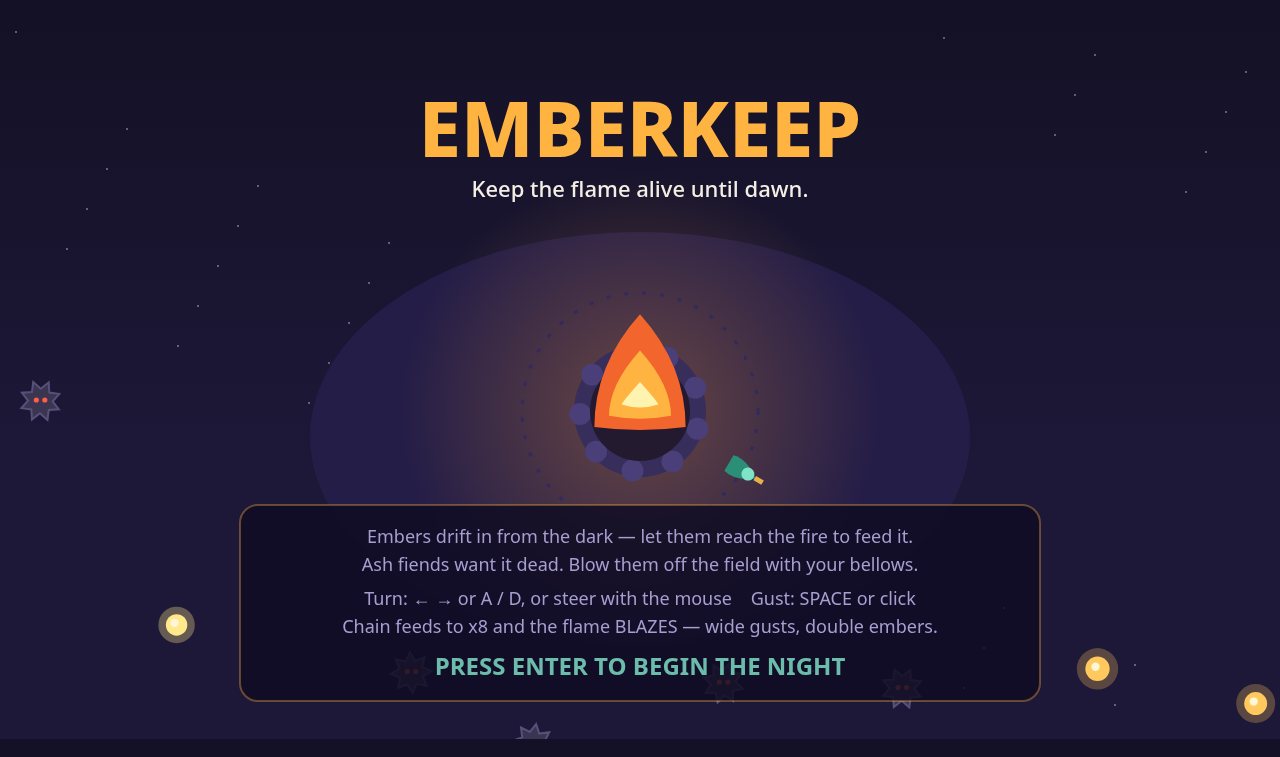 EMBERKEEP
Keep the flame alive until dawn.
Embers drift in from the dark — let them reach the fire to feed it.
Ash fiends want it dead. Blow them off the field with your bellows.
Turn: ← → or A / D, or steer with the mouse    Gust: SPACE or click
Chain feeds to x8 and the flame BLAZES — wide gusts, double embers.
PRESS ENTER TO BEGIN THE NIGHT